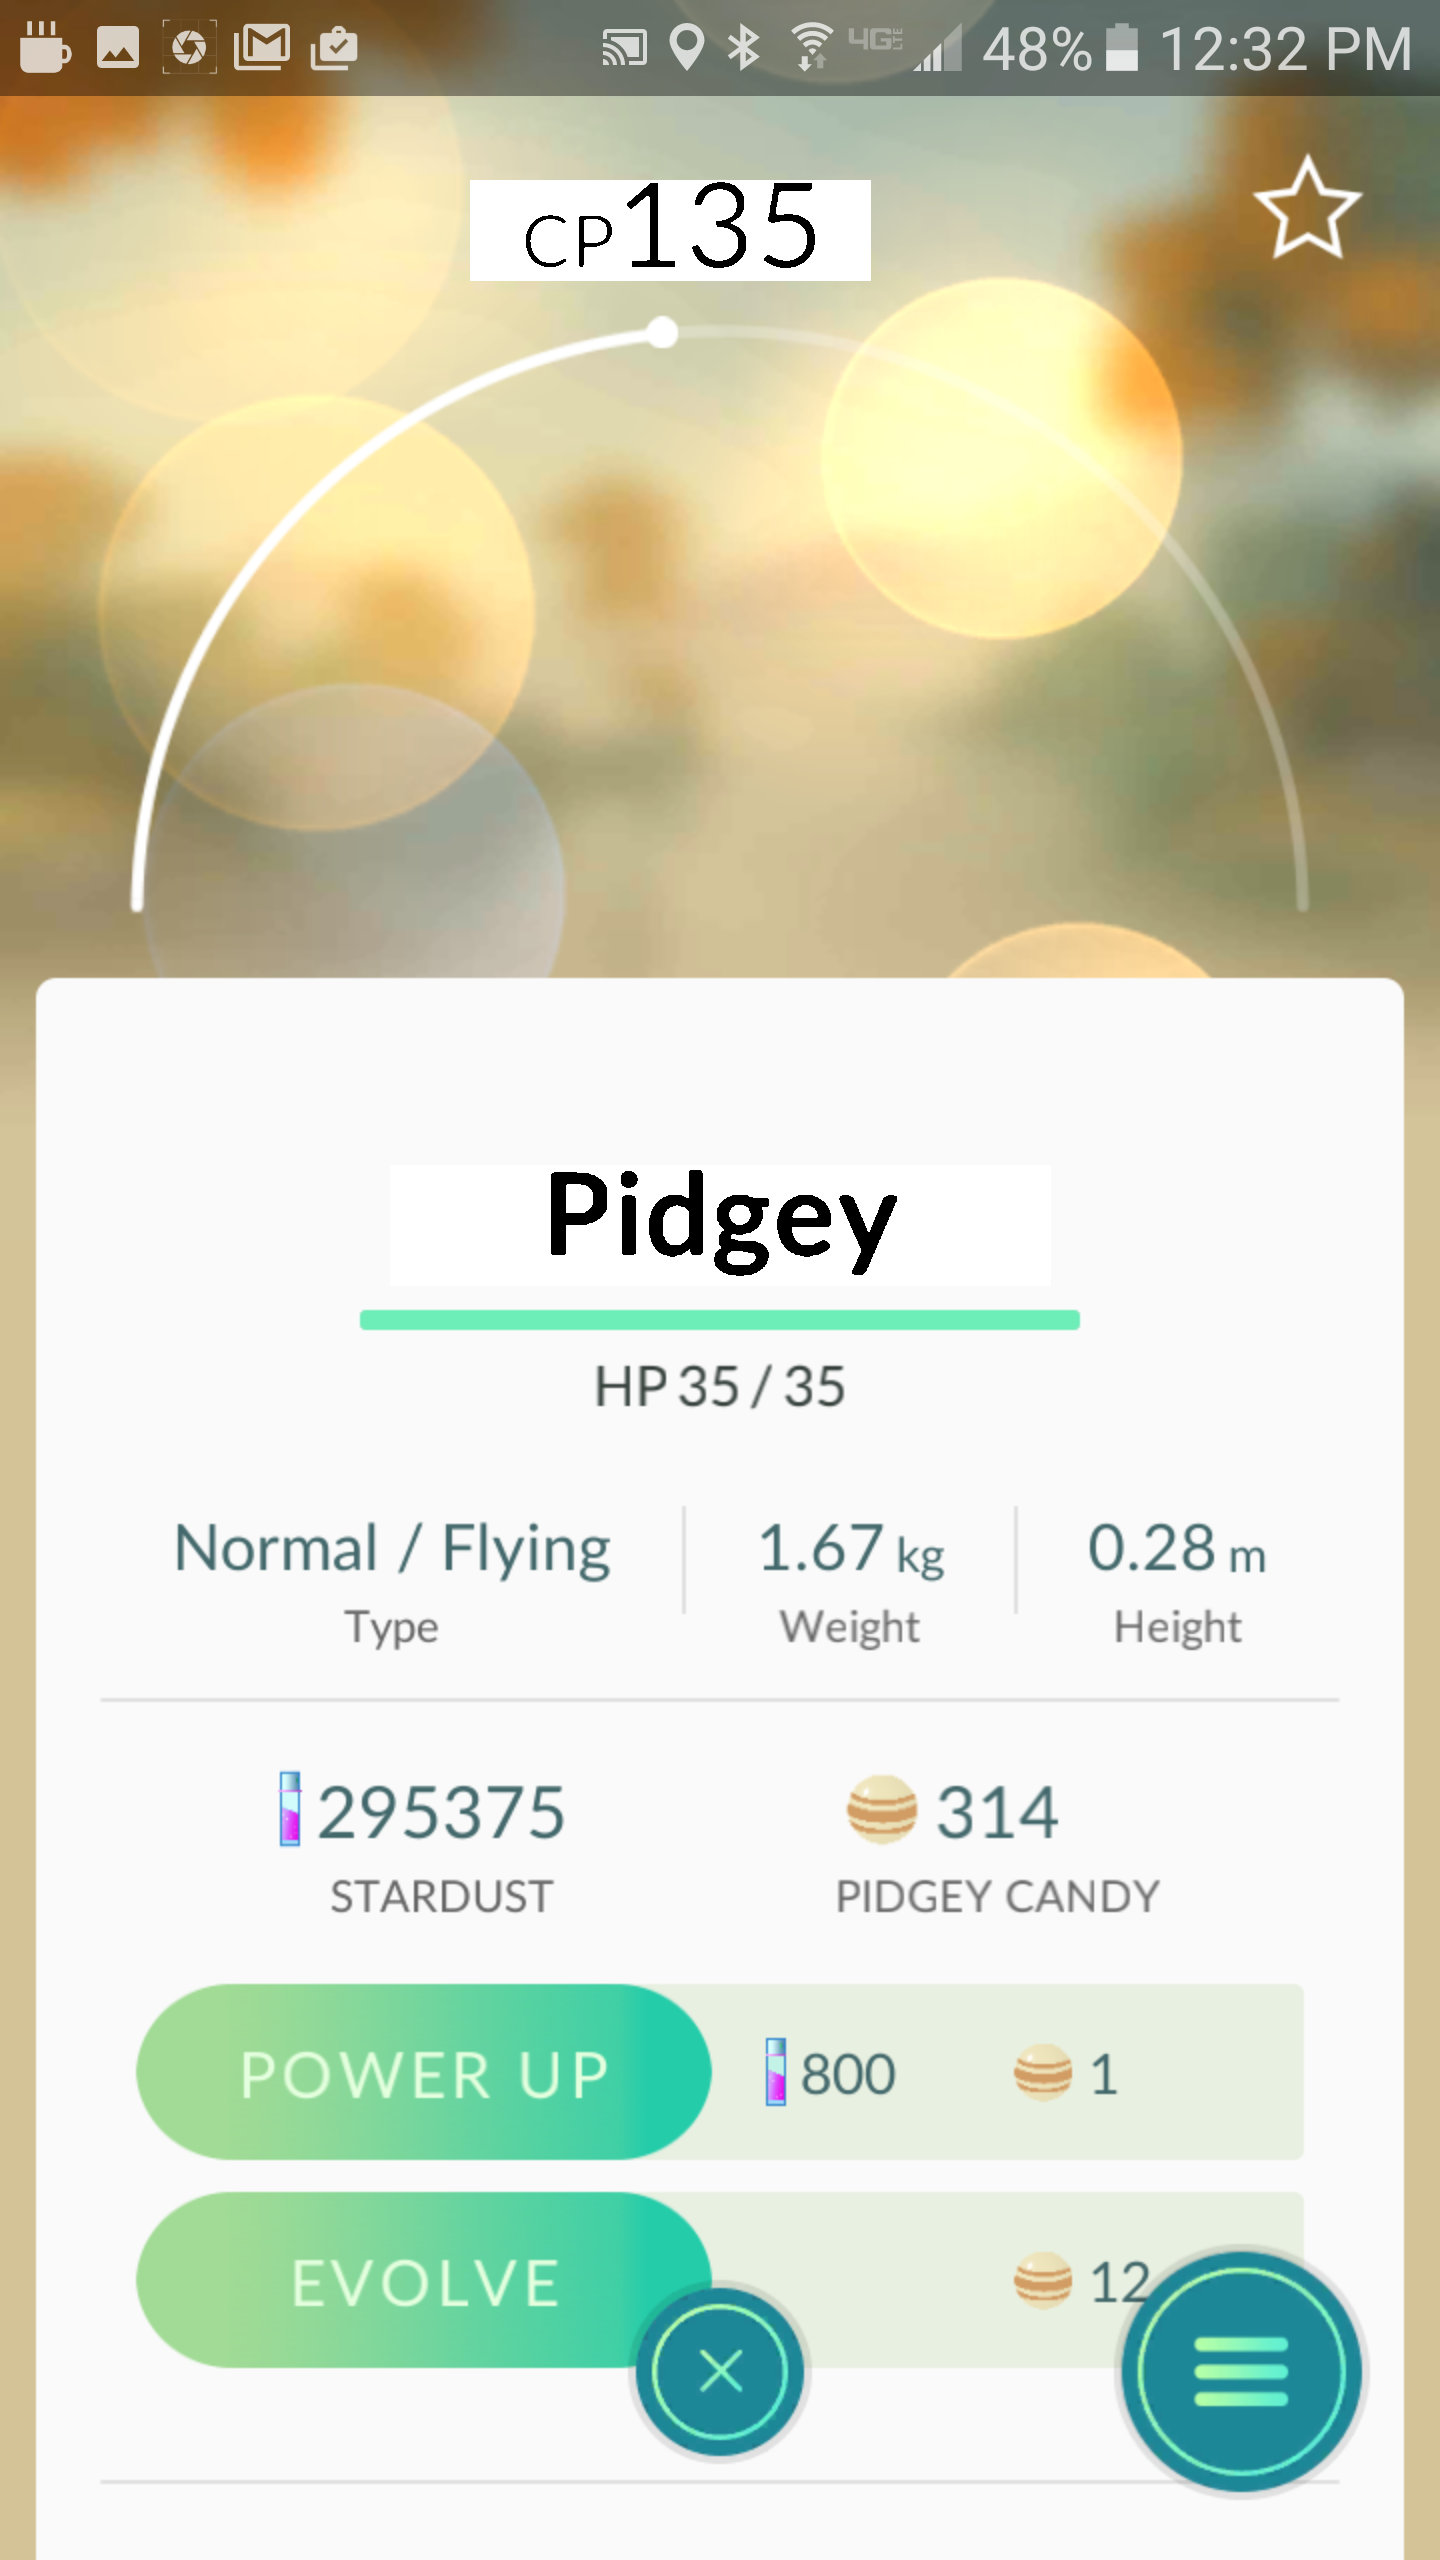 4G LTE 48% 12:32 PM
CP135
Pidgey
HP 35 / 35
Normal / Flying 1.67 kg 0.28 m
Type Weight Height
295375 314
STARDUST PIDGEY CANDY
POWER UP 800 1
EVOLVE 12